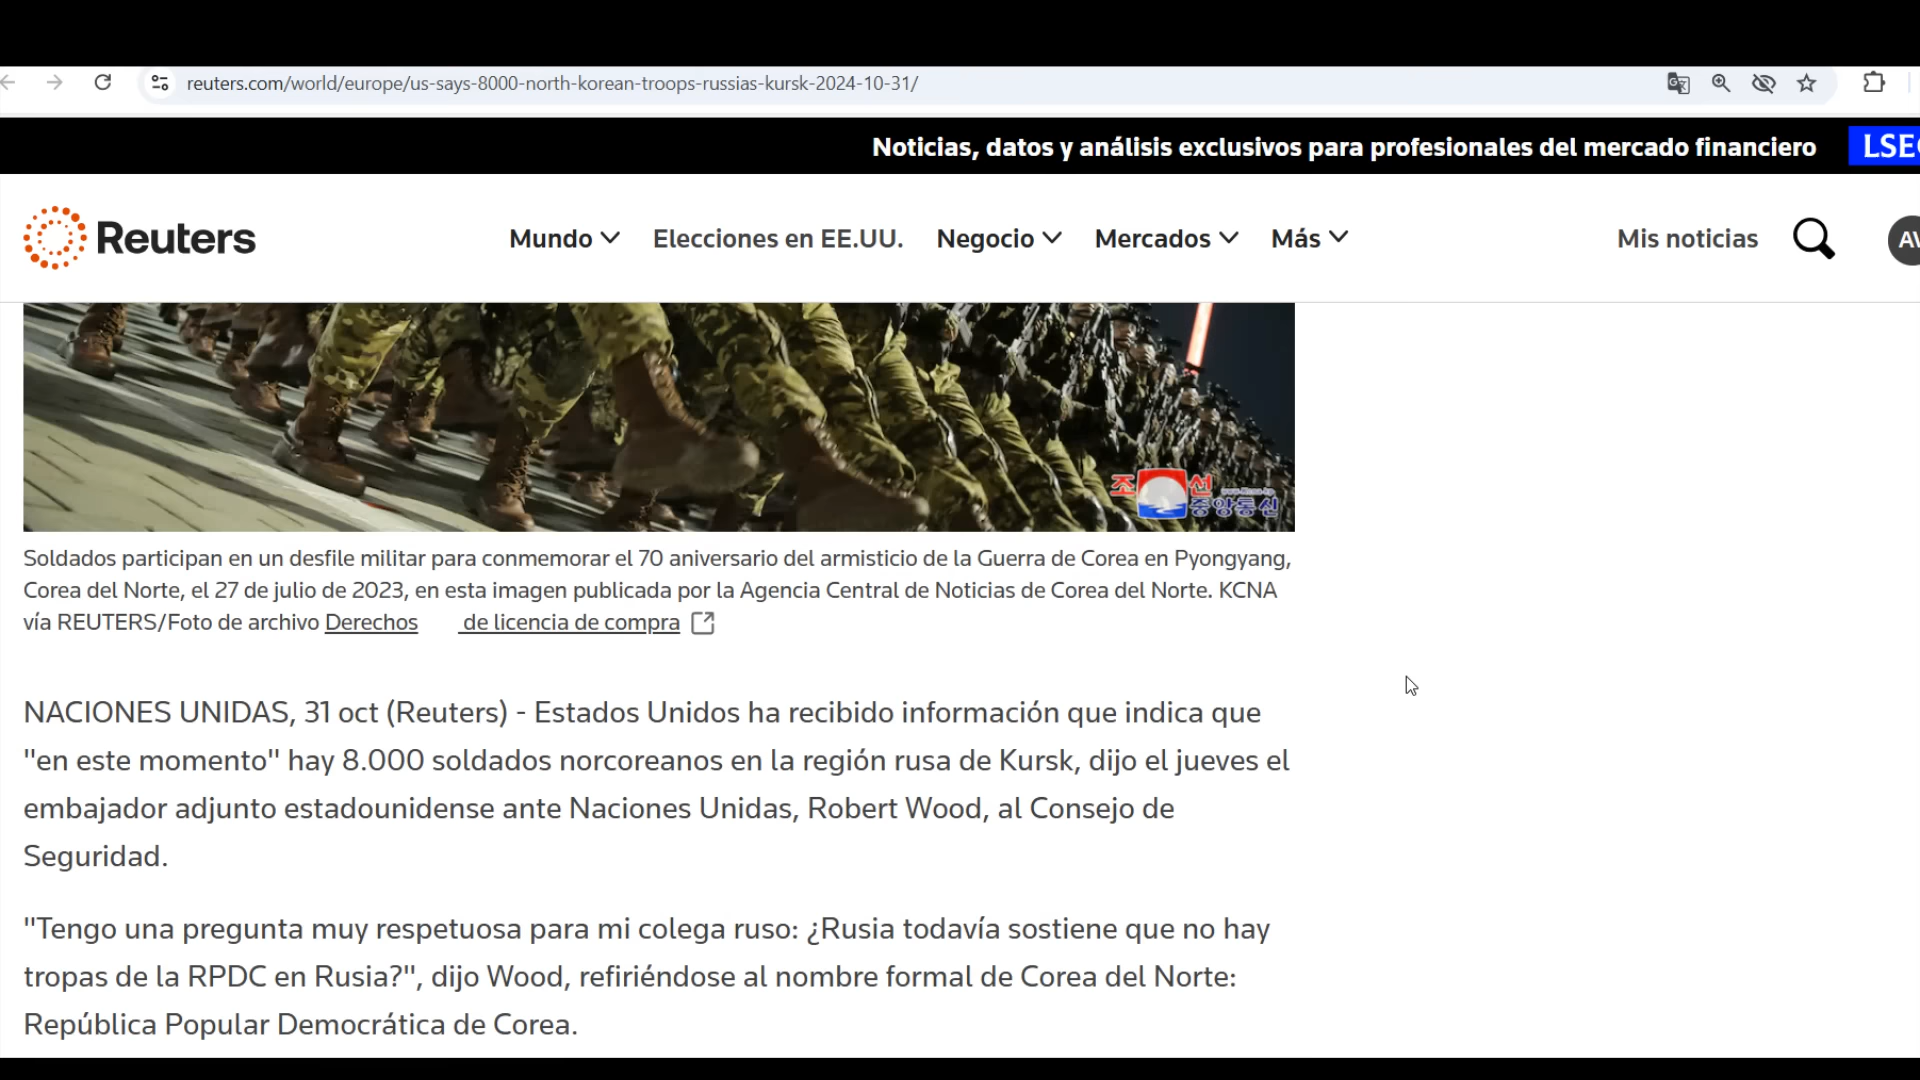 reuters.com/world/europe/us-says-8000-north-korean-troops-russias-kursk-2024-10-31/
Noticias, datos y análisis exclusivos para profesionales del mercado financiero
LSE
Reuters
Mundo
Elecciones en EE.UU.
Negocio
Mercados
Más
Mis noticias
AV
조선
중앙통신
Soldados participan en un desfile militar para conmemorar el 70 aniversario del armisticio de la Guerra de Corea en Pyongyang,
Corea del Norte, el 27 de julio de 2023, en esta imagen publicada por la Agencia Central de Noticias de Corea del Norte. KCNA
vía REUTERS/Foto de archivo Derechos de licencia de compra
NACIONES UNIDAS, 31 oct (Reuters) - Estados Unidos ha recibido información que indica que
"en este momento" hay 8.000 soldados norcoreanos en la región rusa de Kursk, dijo el jueves el
embajador adjunto estadounidense ante Naciones Unidas, Robert Wood, al Consejo de
Seguridad.
"Tengo una pregunta muy respetuosa para mi colega ruso: ¿Rusia todavía sostiene que no hay
tropas de la RPDC en Rusia?", dijo Wood, refiriéndose al nombre formal de Corea del Norte:
República Popular Democrática de Corea.